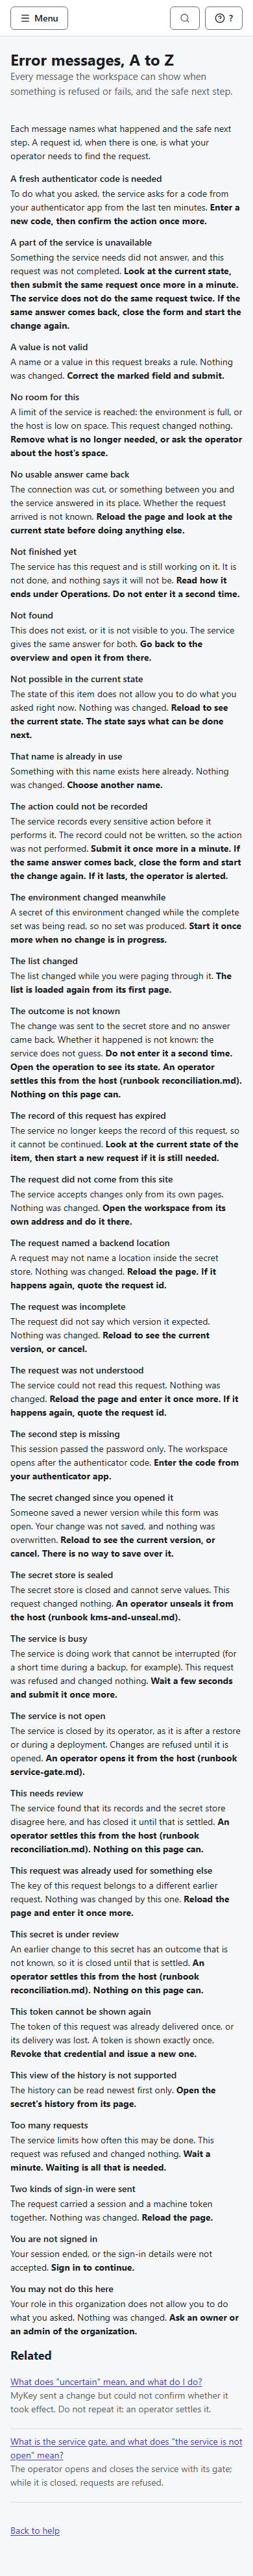 Menu
?
Error messages, A to Z
Every message the workspace can show when
something is refused or fails, and the safe next
step.
Each message names what happened and the safe next
step. A request id, when there is one, is what your
operator needs to find the request.
A fresh authenticator code is needed
To do what you asked, the service asks for a code from
your authenticator app from the last ten minutes. Enter a
new code, then confirm the action once more.
A part of the service is unavailable
Something the service needs did not answer, and this
request was not completed. Look at the current state,
then submit the same request once more in a minute.
The service does not do the same request twice. If the
same answer comes back, close the form and start the
change again.
A value is not valid
A name or a value in this request breaks a rule. Nothing
was changed. Correct the marked field and submit.
No room for this
A limit of the service is reached: the environment is full, or
the host is low on space. This request changed nothing.
Remove what is no longer needed, or ask the operator
about the host's space.
No usable answer came back
The connection was cut, or something between you and
the service answered in its place. Whether the request
arrived is not known. Reload the page and look at the
current state before doing anything else.
Not finished yet
The service has this request and is still working on it. It is
not done, and nothing says it will not be. Read how it
ends under Operations. Do not enter it a second time.
Not found
This does not exist, or it is not visible to you. The service
gives the same answer for both. Go back to the
overview and open it from there.
Not possible in the current state
The state of this item does not allow you to do what you
asked right now. Nothing was changed. Reload to see
the current state. The state says what can be done
next.
That name is already in use
Something with this name exists here already. Nothing
was changed. Choose another name.
The action could not be recorded
The service records every sensitive action before it
performs it. The record could not be written, so the action
was not performed. Submit it once more in a minute. If
the same answer comes back, close the form and start
the change again. If it lasts, the operator is alerted.
The environment changed meanwhile
A secret of this environment changed while the complete
set was being read, so no set was produced. Start it once
more when no change is in progress.
The list changed
The list changed while you were paging through it. The
list is loaded again from its first page.
The outcome is not known
The change was sent to the secret store and no answer
came back. Whether it happened is not known: the
service does not guess. Do not enter it a second time.
Open the operation to see its state. An operator
settles this from the host (runbook reconciliation.md).
Nothing on this page can.
The record of this request has expired
The service no longer keeps the record of this request, so
it cannot be continued. Look at the current state of the
item, then start a new request if it is still needed.
The request did not come from this site
The service accepts changes only from its own pages.
Nothing was changed. Open the workspace from its
own address and do it there.
The request named a backend location
A request may not name a location inside the secret
store. Nothing was changed. Reload the page. If it
happens again, quote the request id.
The request was incomplete
The request did not say which version it expected.
Nothing was changed. Reload to see the current
version, or cancel.
The request was not understood
The service could not read this request. Nothing was
changed. Reload the page and enter it once more. If it
happens again, quote the request id.
The second step is missing
This session passed the password only. The workspace
opens after the authenticator code. Enter the code from
your authenticator app.
The secret changed since you opened it
Someone saved a newer version while this form was
open. Your change was not saved, and nothing was
overwritten. Reload to see the current version, or
cancel. There is no way to save over it.
The secret store is sealed
The secret store is closed and cannot serve values. This
request changed nothing. An operator unseals it from
the host (runbook kms-and-unseal.md).
The service is busy
The service is doing work that cannot be interrupted (for
a short time during a backup, for example). This request
was refused and changed nothing. Wait a few seconds
and submit it once more.
The service is not open
The service is closed by its operator, as it is after a restore
or during a deployment. Changes are refused until it is
opened. An operator opens it from the host (runbook
service-gate.md).
This needs review
The service found that its records and the secret store
disagree here, and has closed it until that is settled. An
operator settles this from the host (runbook
reconciliation.md). Nothing on this page can.
This request was already used for something else
The key of this request belongs to a different earlier
request. Nothing was changed by this one. Reload the
page and enter it once more.
This secret is under review
An earlier change to this secret has an outcome that is
not known, so it is closed until that is settled. An
operator settles this from the host (runbook
reconciliation.md). Nothing on this page can.
This token cannot be shown again
The token of this request was already delivered once, or
its delivery was lost. A token is shown exactly once.
Revoke that credential and issue a new one.
This view of the history is not supported
The history can be read newest first only. Open the
secret's history from its page.
Too many requests
The service limits how often this may be done. This
request was refused and changed nothing. Wait a
minute. Waiting is all that is needed.
Two kinds of sign-in were sent
The request carried a session and a machine token
together. Nothing was changed. Reload the page.
You are not signed in
Your session ended, or the sign-in details were not
accepted. Sign in to continue.
You may not do this here
Your role in this organization does not allow you to do
what you asked. Nothing was changed. Ask an owner or
an admin of the organization.
Related
What does "uncertain" mean, and what do I do?
MyKey sent a change but could not confirm whether it
took effect. Do not repeat it: an operator settles it.
What is the service gate, and what does "the service is not
open" mean?
The operator opens and closes the service with its gate;
while it is closed, requests are refused.
Back to help